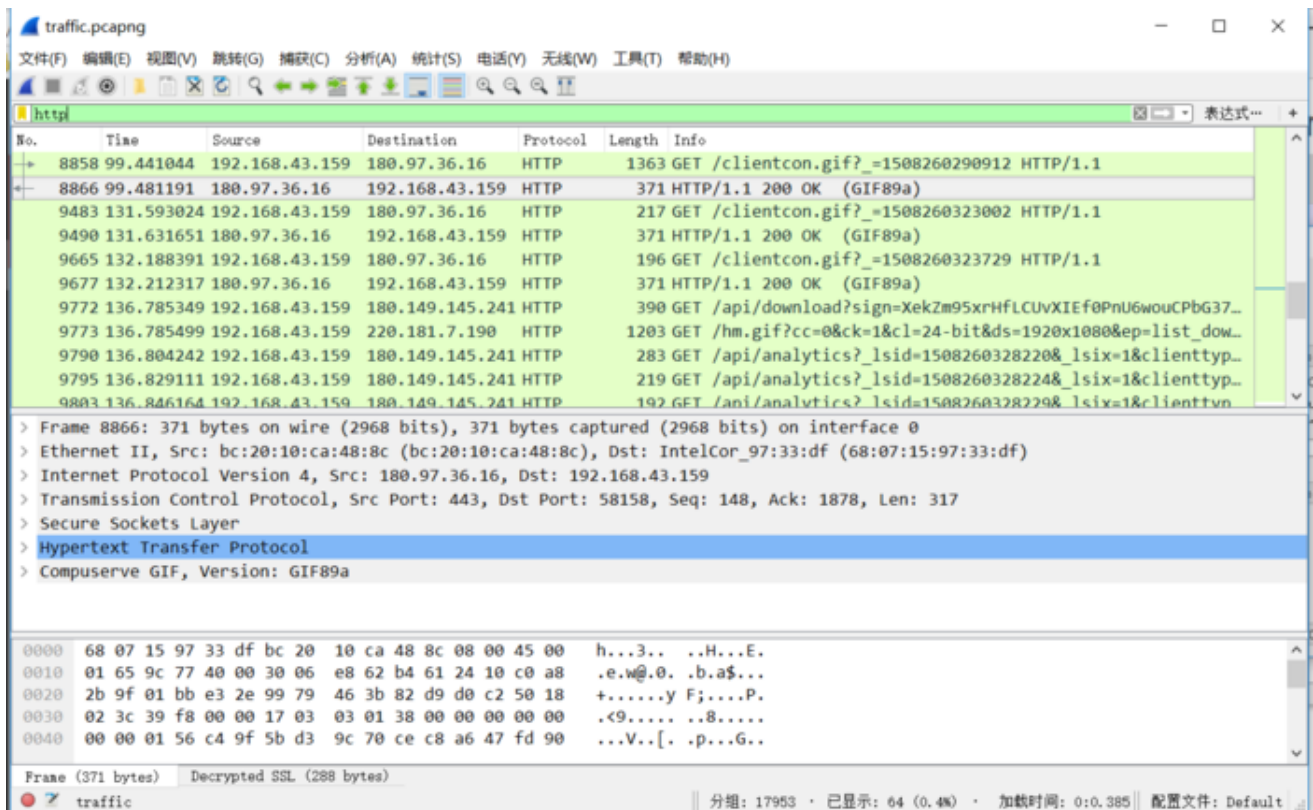 traffic.pcapng
文件(F) 编辑(E) 视图(V) 跳转(G) 捕获(C) 分析(A) 统计(S) 电话(Y) 无线(W) 工具(T) 帮助(H)
http 表达式…
No. Time Source Destination Protocol Length Info
8858 99.441044 192.168.43.159 180.97.36.16 HTTP 1363 GET /clientcon.gif?_=1508260290912 HTTP/1.1
8866 99.481191 180.97.36.16 192.168.43.159 HTTP 371 HTTP/1.1 200 OK (GIF89a)
9483 131.593024 192.168.43.159 180.97.36.16 HTTP 217 GET /clientcon.gif?_=1508260323002 HTTP/1.1
9490 131.631651 180.97.36.16 192.168.43.159 HTTP 371 HTTP/1.1 200 OK (GIF89a)
9665 132.188391 192.168.43.159 180.97.36.16 HTTP 196 GET /clientcon.gif?_=1508260323729 HTTP/1.1
9677 132.212317 180.97.36.16 192.168.43.159 HTTP 371 HTTP/1.1 200 OK (GIF89a)
9772 136.785349 192.168.43.159 180.149.145.241 HTTP 390 GET /api/download?sign=XekZm95xrHfLCUvXIEf0PnU6wouCPbG37…
9773 136.785499 192.168.43.159 220.181.7.190 HTTP 1203 GET /hm.gif?cc=0&ck=1&cl=24-bit&ds=1920x1080&ep=list_dow…
9790 136.804242 192.168.43.159 180.149.145.241 HTTP 283 GET /api/analytics?_lsid=1508260328220&_lsix=1&clienttyp…
9795 136.829111 192.168.43.159 180.149.145.241 HTTP 219 GET /api/analytics?_lsid=1508260328224&_lsix=1&clienttyp…
9803 136.846164 192.168.43.159 180.149.145.241 HTTP 192 GET /api/analytics?_lsid=1508260328229&_lsix=1&clienttyp
> Frame 8866: 371 bytes on wire (2968 bits), 371 bytes captured (2968 bits) on interface 0
> Ethernet II, Src: bc:20:10:ca:48:8c (bc:20:10:ca:48:8c), Dst: IntelCor_97:33:df (68:07:15:97:33:df)
> Internet Protocol Version 4, Src: 180.97.36.16, Dst: 192.168.43.159
> Transmission Control Protocol, Src Port: 443, Dst Port: 58158, Seq: 148, Ack: 1878, Len: 317
> Secure Sockets Layer
> Hypertext Transfer Protocol
> Compuserve GIF, Version: GIF89a
0000 68 07 15 97 33 df bc 20 10 ca 48 8c 08 00 45 00 h...3.. ..H...E.
0010 01 65 9c 77 40 00 30 06 e8 62 b4 61 24 10 c0 a8 .e.w@.0. .b.a$...
0020 2b 9f 01 bb e3 2e 99 79 46 3b 82 d9 d0 c2 50 18 +......y F;....P.
0030 02 3c 39 f8 00 00 17 03 03 01 38 00 00 00 00 00 .<9..... ..8.....
0040 00 00 01 56 c4 9f 5b d3 9c 70 ce c8 a6 47 fd 90 ...V..[. .p...G..
Frame (371 bytes) Decrypted SSL (288 bytes)
traffic 分组: 17953 · 已显示: 64 (0.4%) · 加载时间: 0:0.385 配置文件: Default